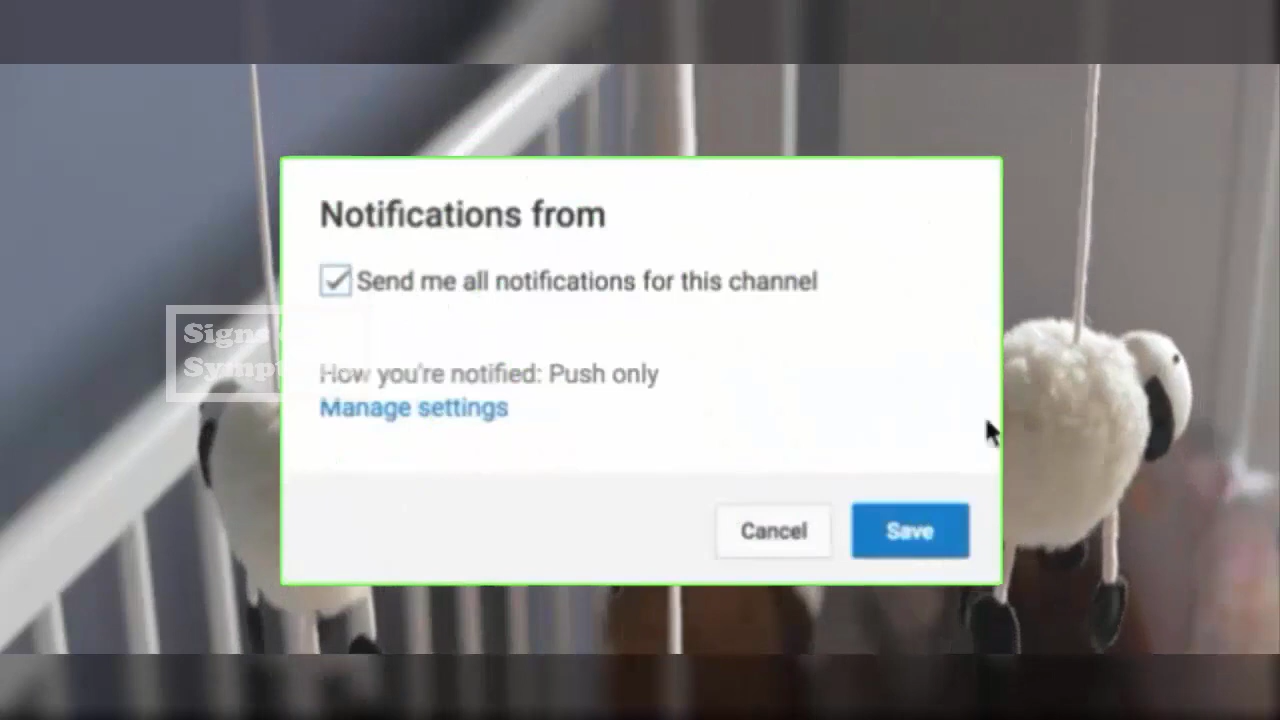 Notifications from
Send me all notifications for this channel
Signs
How you're notified: Push only
Manage settings
Cancel
Save